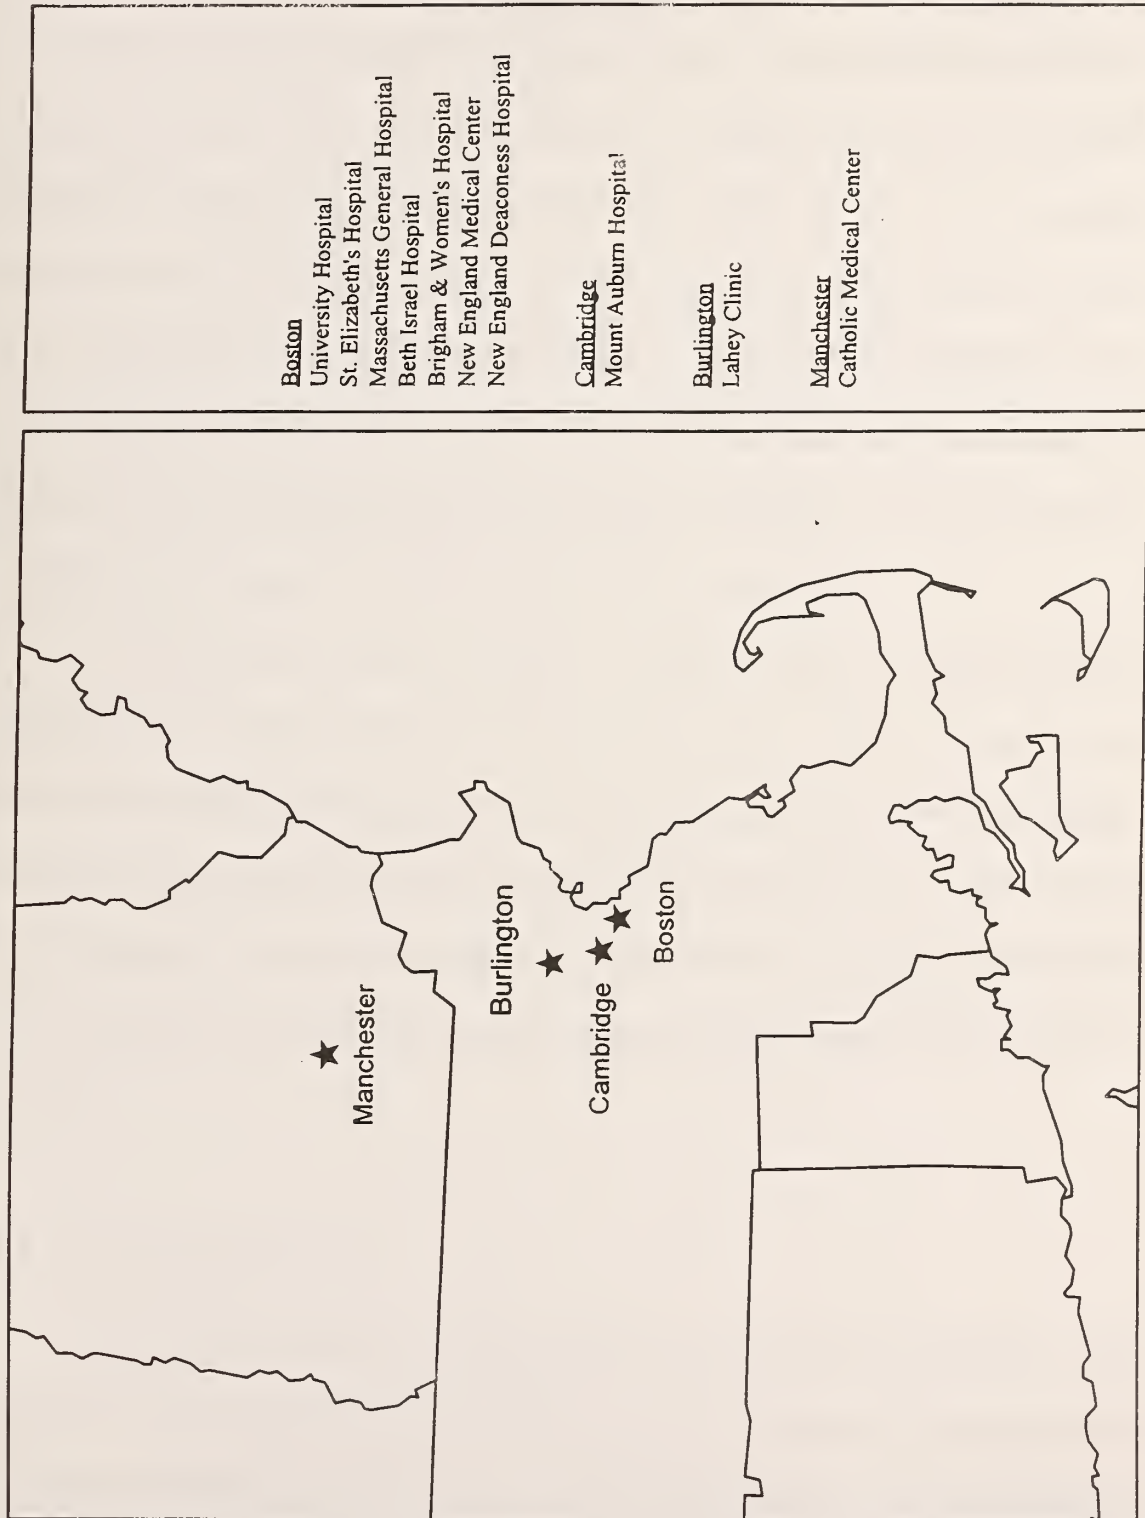 Boston
University Hospital
St. Elizabeth's Hospital
Massachusetts General Hospital
Beth Israel Hospital
Brigham & Women's Hospital
New England Medical Center
New England Deaconess Hospital
Cambridge
Mount Auburn Hospital
Burlington
Lahey Clinic
Manchester
Catholic Medical Center
Manchester
Burlington
Cambridge
Boston